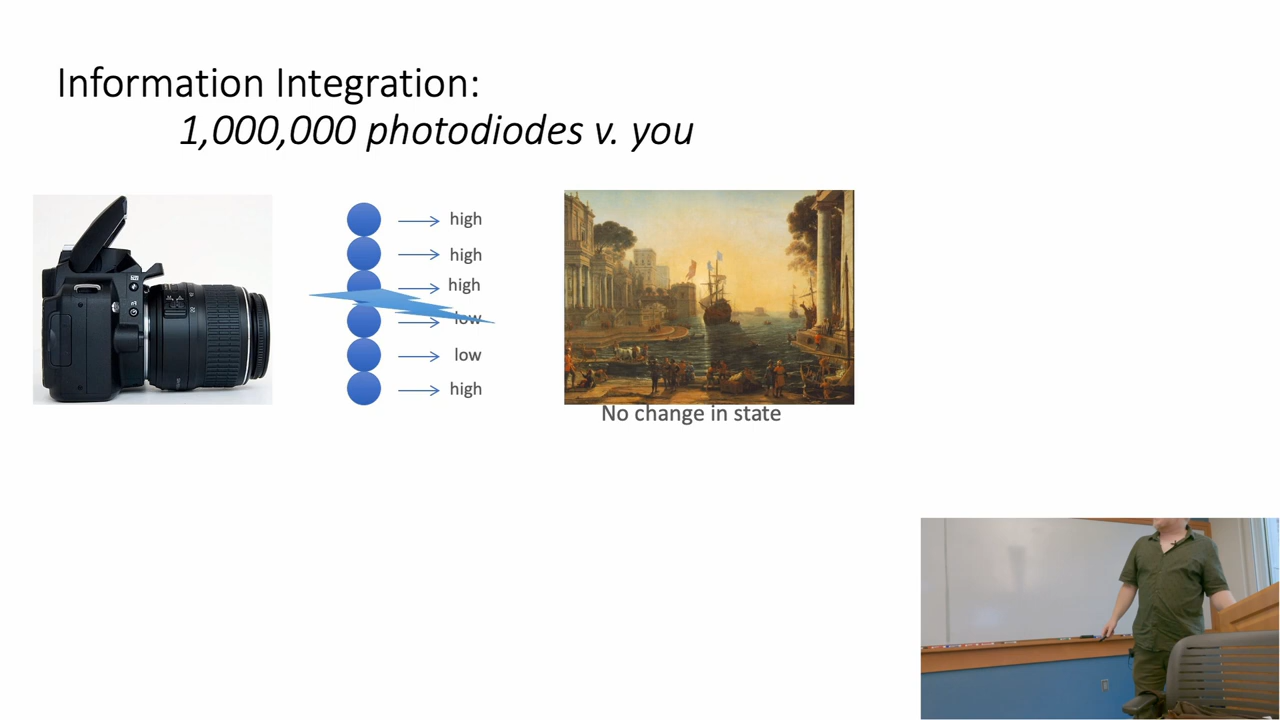 Information Integration:
1,000,000 photodiodes v. you
high
high
high
low
low
high
No change in state